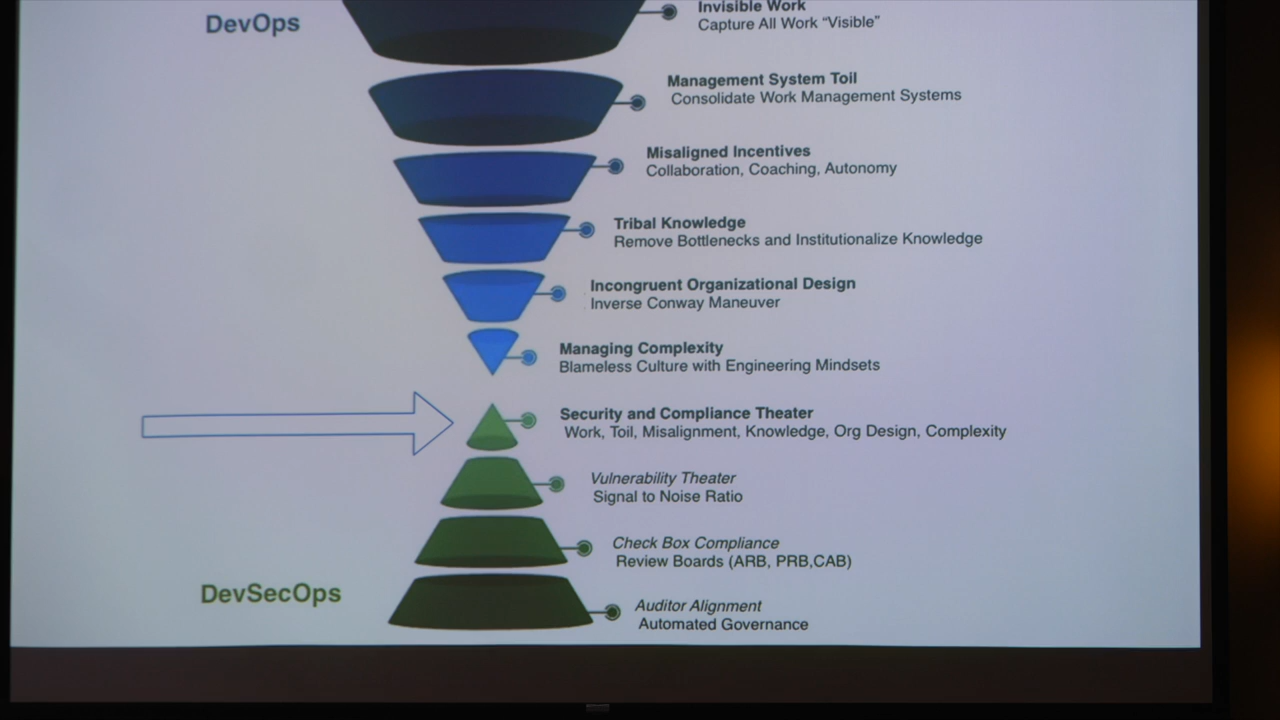 DevOps
Invisible Work
Capture All Work “Visible”
Management System Toil
Consolidate Work Management Systems
Misaligned Incentives
Collaboration, Coaching, Autonomy
Tribal Knowledge
Remove Bottlenecks and Institutionalize Knowledge
Incongruent Organizational Design
Inverse Conway Maneuver
Managing Complexity
Blameless Culture with Engineering Mindsets
Security and Compliance Theater
Work, Toil, Misalignment, Knowledge, Org Design, Complexity
Vulnerability Theater
Signal to Noise Ratio
Check Box Compliance
Review Boards (ARB, PRB,CAB)
DevSecOps
Auditor Alignment
Automated Governance